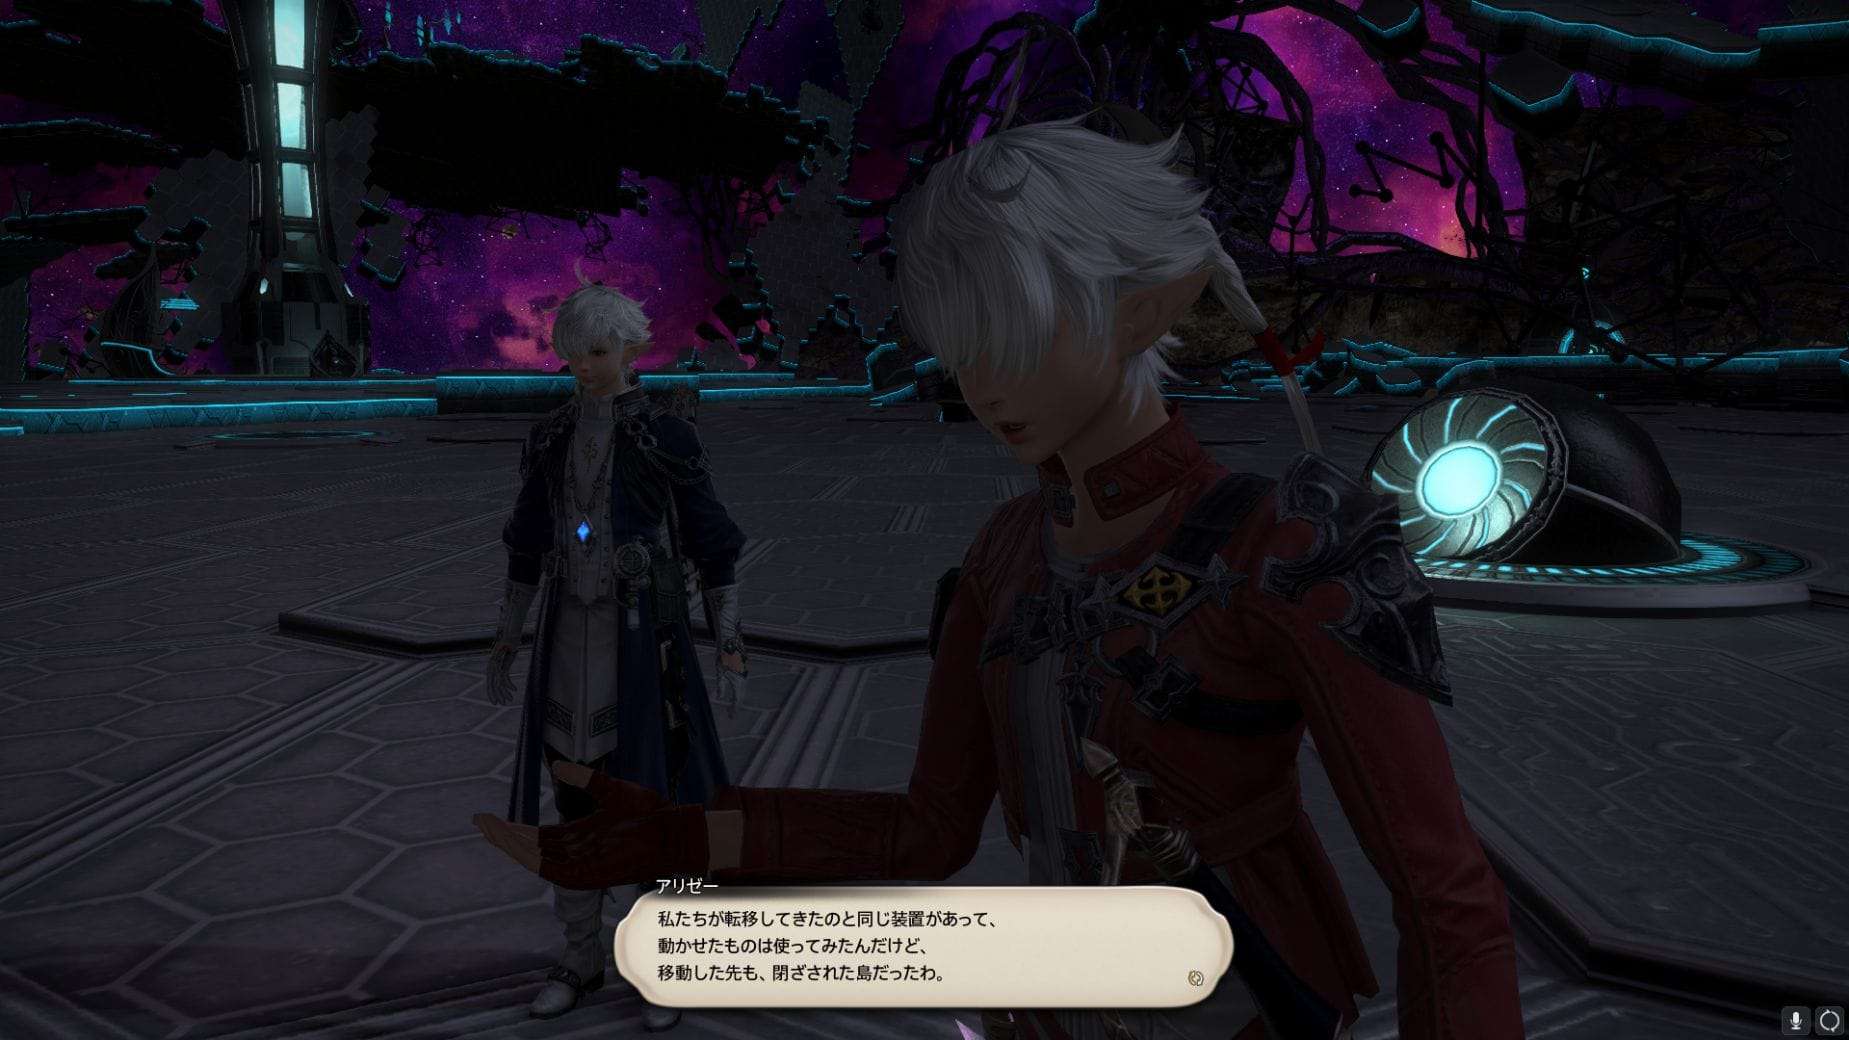 アリゼー
私たちが転移してきたのと同じ装置があって、
動かせたものは使ってみたんだけど、
移動した先も、閉ざされた島だったわ。